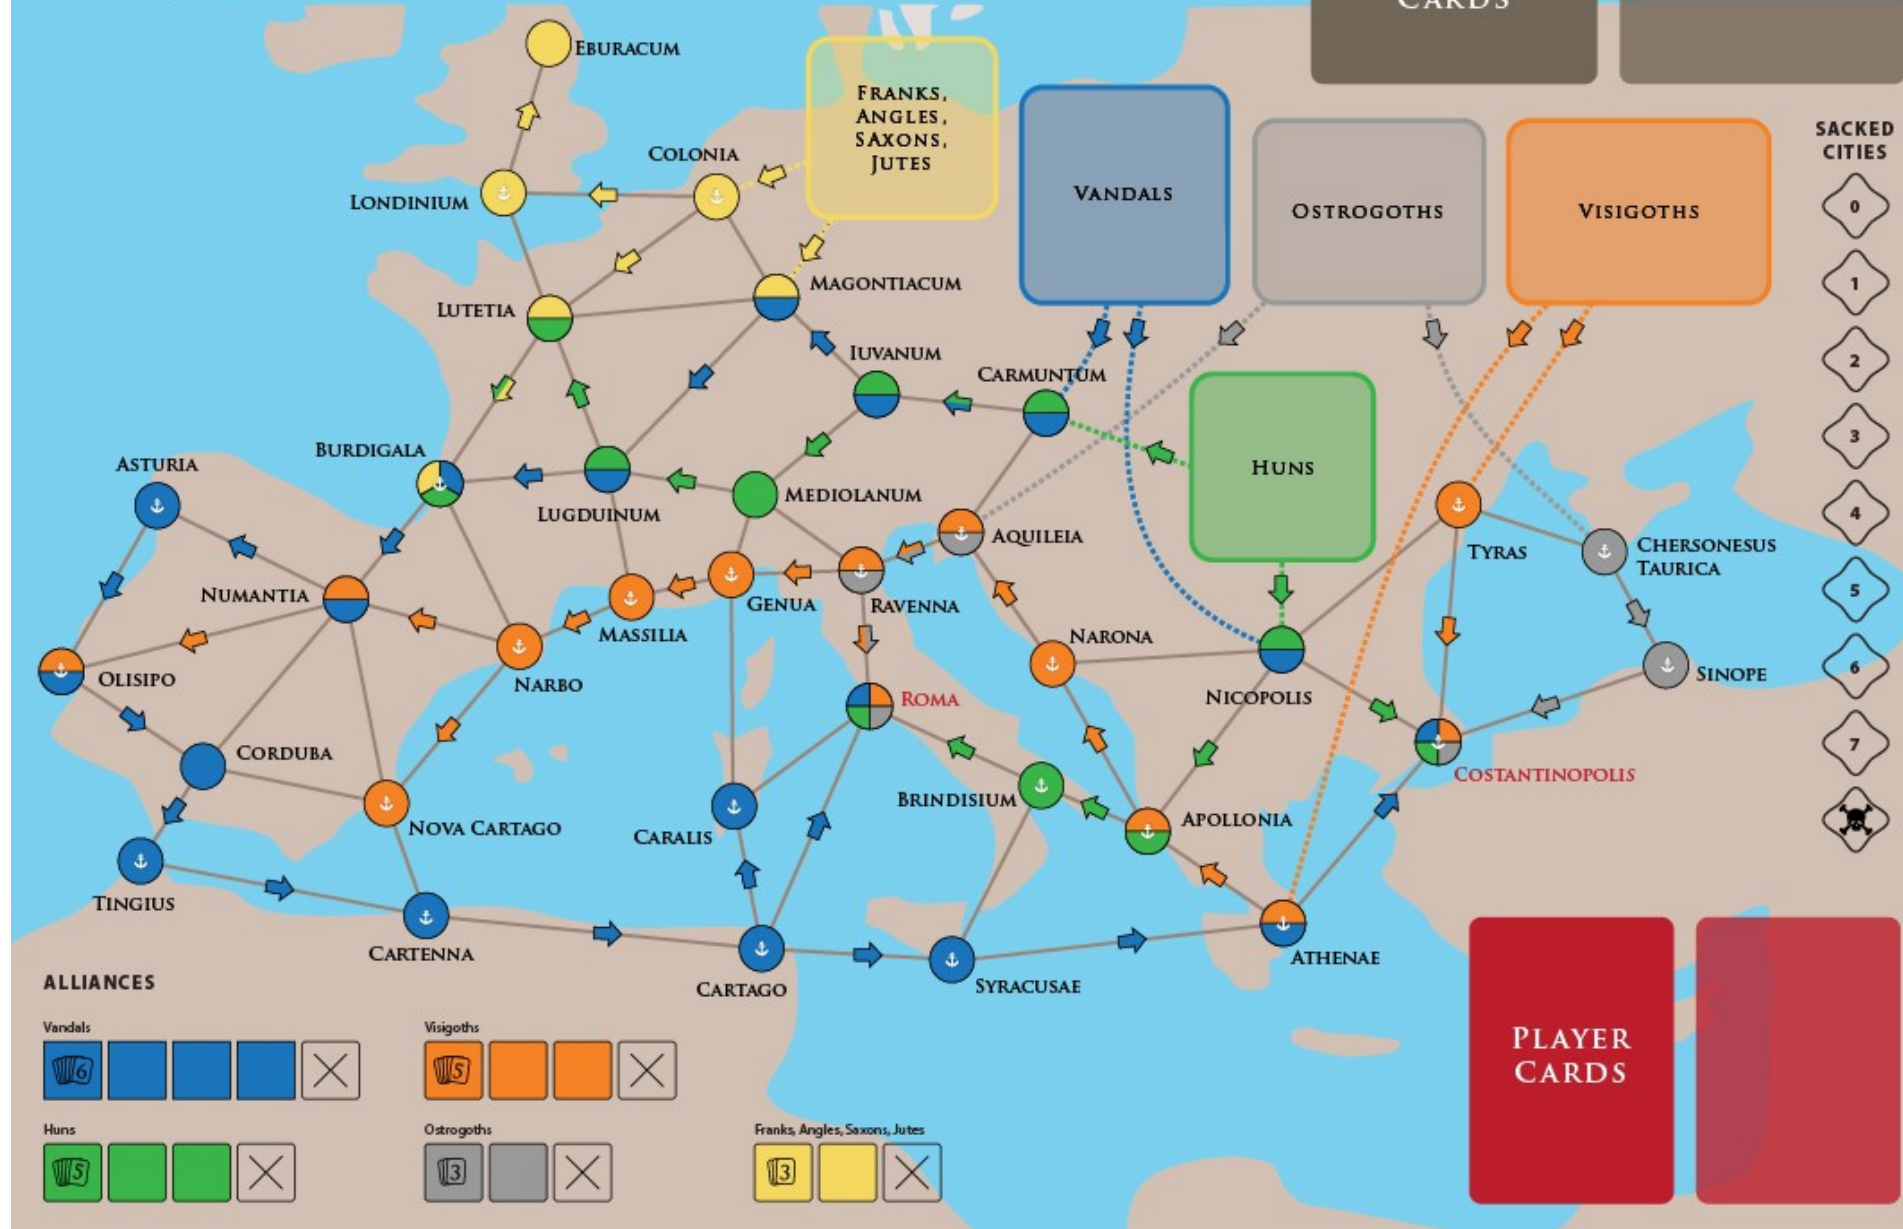 CARDS
EBURACUM
FRANKS,
ANGLES,
SAXONS,
JUTES
COLONIA
LONDINIUM
VANDALS
OSTROGOTHS
VISIGOTHS
SACKED
CITIES
0
1
2
3
4
5
6
7
MAGONTIACUM
LUTETIA
IUVANUM
CARMUNTUM
HUNS
BURDIGALA
ASTURIA
LUGDUINUM
MEDIOLANUM
AQUILEIA
TYRAS
CHERSONESUS
TAURICA
NUMANTIA
GENUA
RAVENNA
MASSILIA
NARONA
OLISIPO
NARBO
ROMA
NICOPOLIS
SINOPE
CORDUBA
COSTANTINOPOLIS
NOVA CARTAGO
CARALIS
BRINDISIUM
APOLLONIA
TINGIUS
CARTENNA
CARTAGO
SYRACUSAE
ATHENAE
ALLIANCES
Vandals
6
Visigoths
5
Huns
5
Ostrogoths
3
Franks, Angles, Saxons, Jutes
3
PLAYER
CARDS